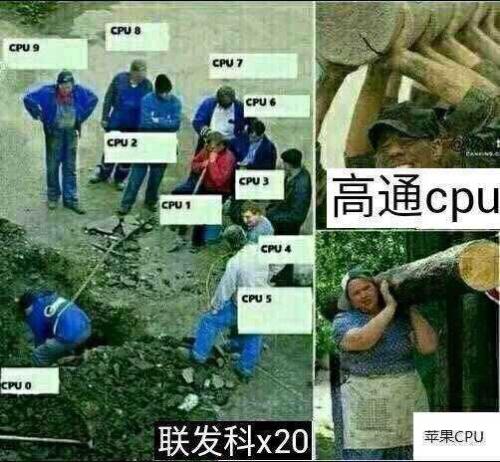 CPU 9
CPU 8
CPU 7
CPU 6
CPU 2
CPU 3
CPU 1
CPU 4
CPU 5
CPU 0
联发科x20
高通cpu
苹果CPU